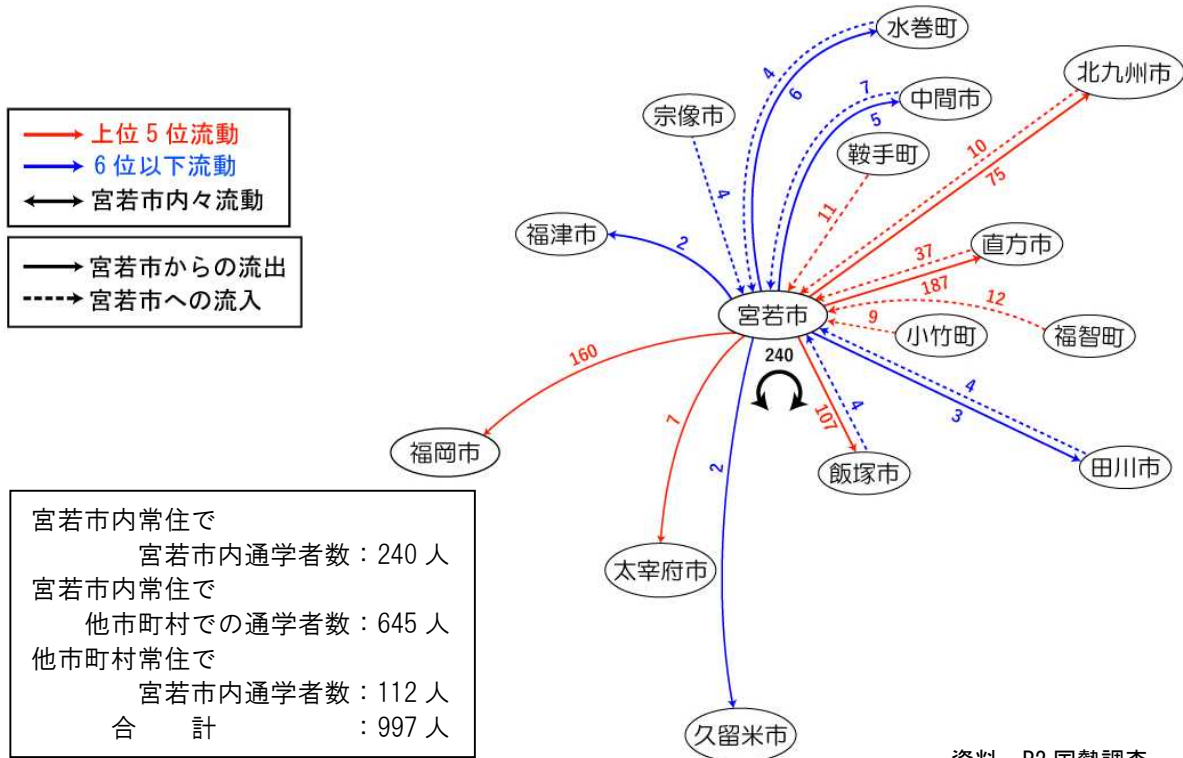 水巻町
北九州市
4
6
7
中間市
5
宗像市
上位5位流動
6位以下流動
宮若市内々流動
鞍手町
10
75
4
11
福津市
2
直方市
37
187
宮若市からの流出
宮若市への流入
宮若市
12
9
小竹町
福智町
160
240
4
3
7
107
4
福岡市
2
飯塚市
田川市
宮若市内常住で
宮若市内通学者数：240人
宮若市内常住で
他市町村での通学者数：645人
他市町村常住で
宮若市内通学者数：112人
合　計　：997人
太宰府市
久留米市